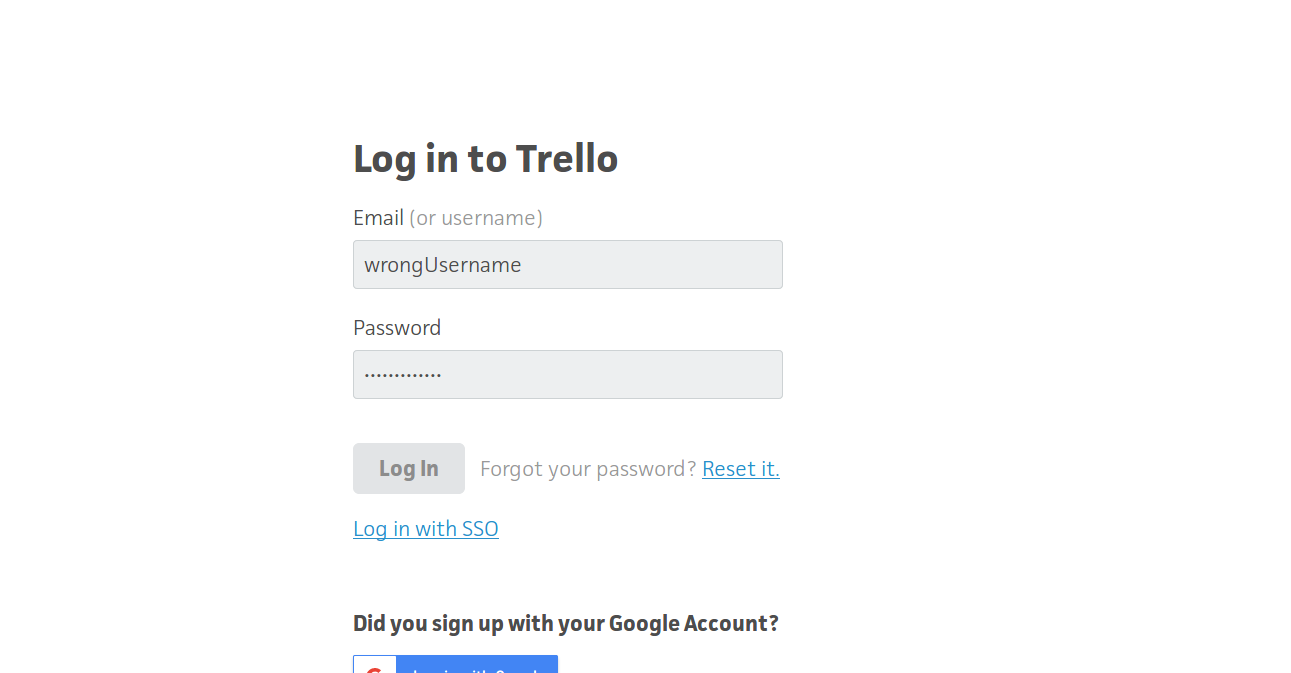 Log in to Trello
Email (or username)
wrongUsername
Password
•••••••••••••
Log In Forgot your password? Reset it.
Log in with SSO
Did you sign up with your Google Account?